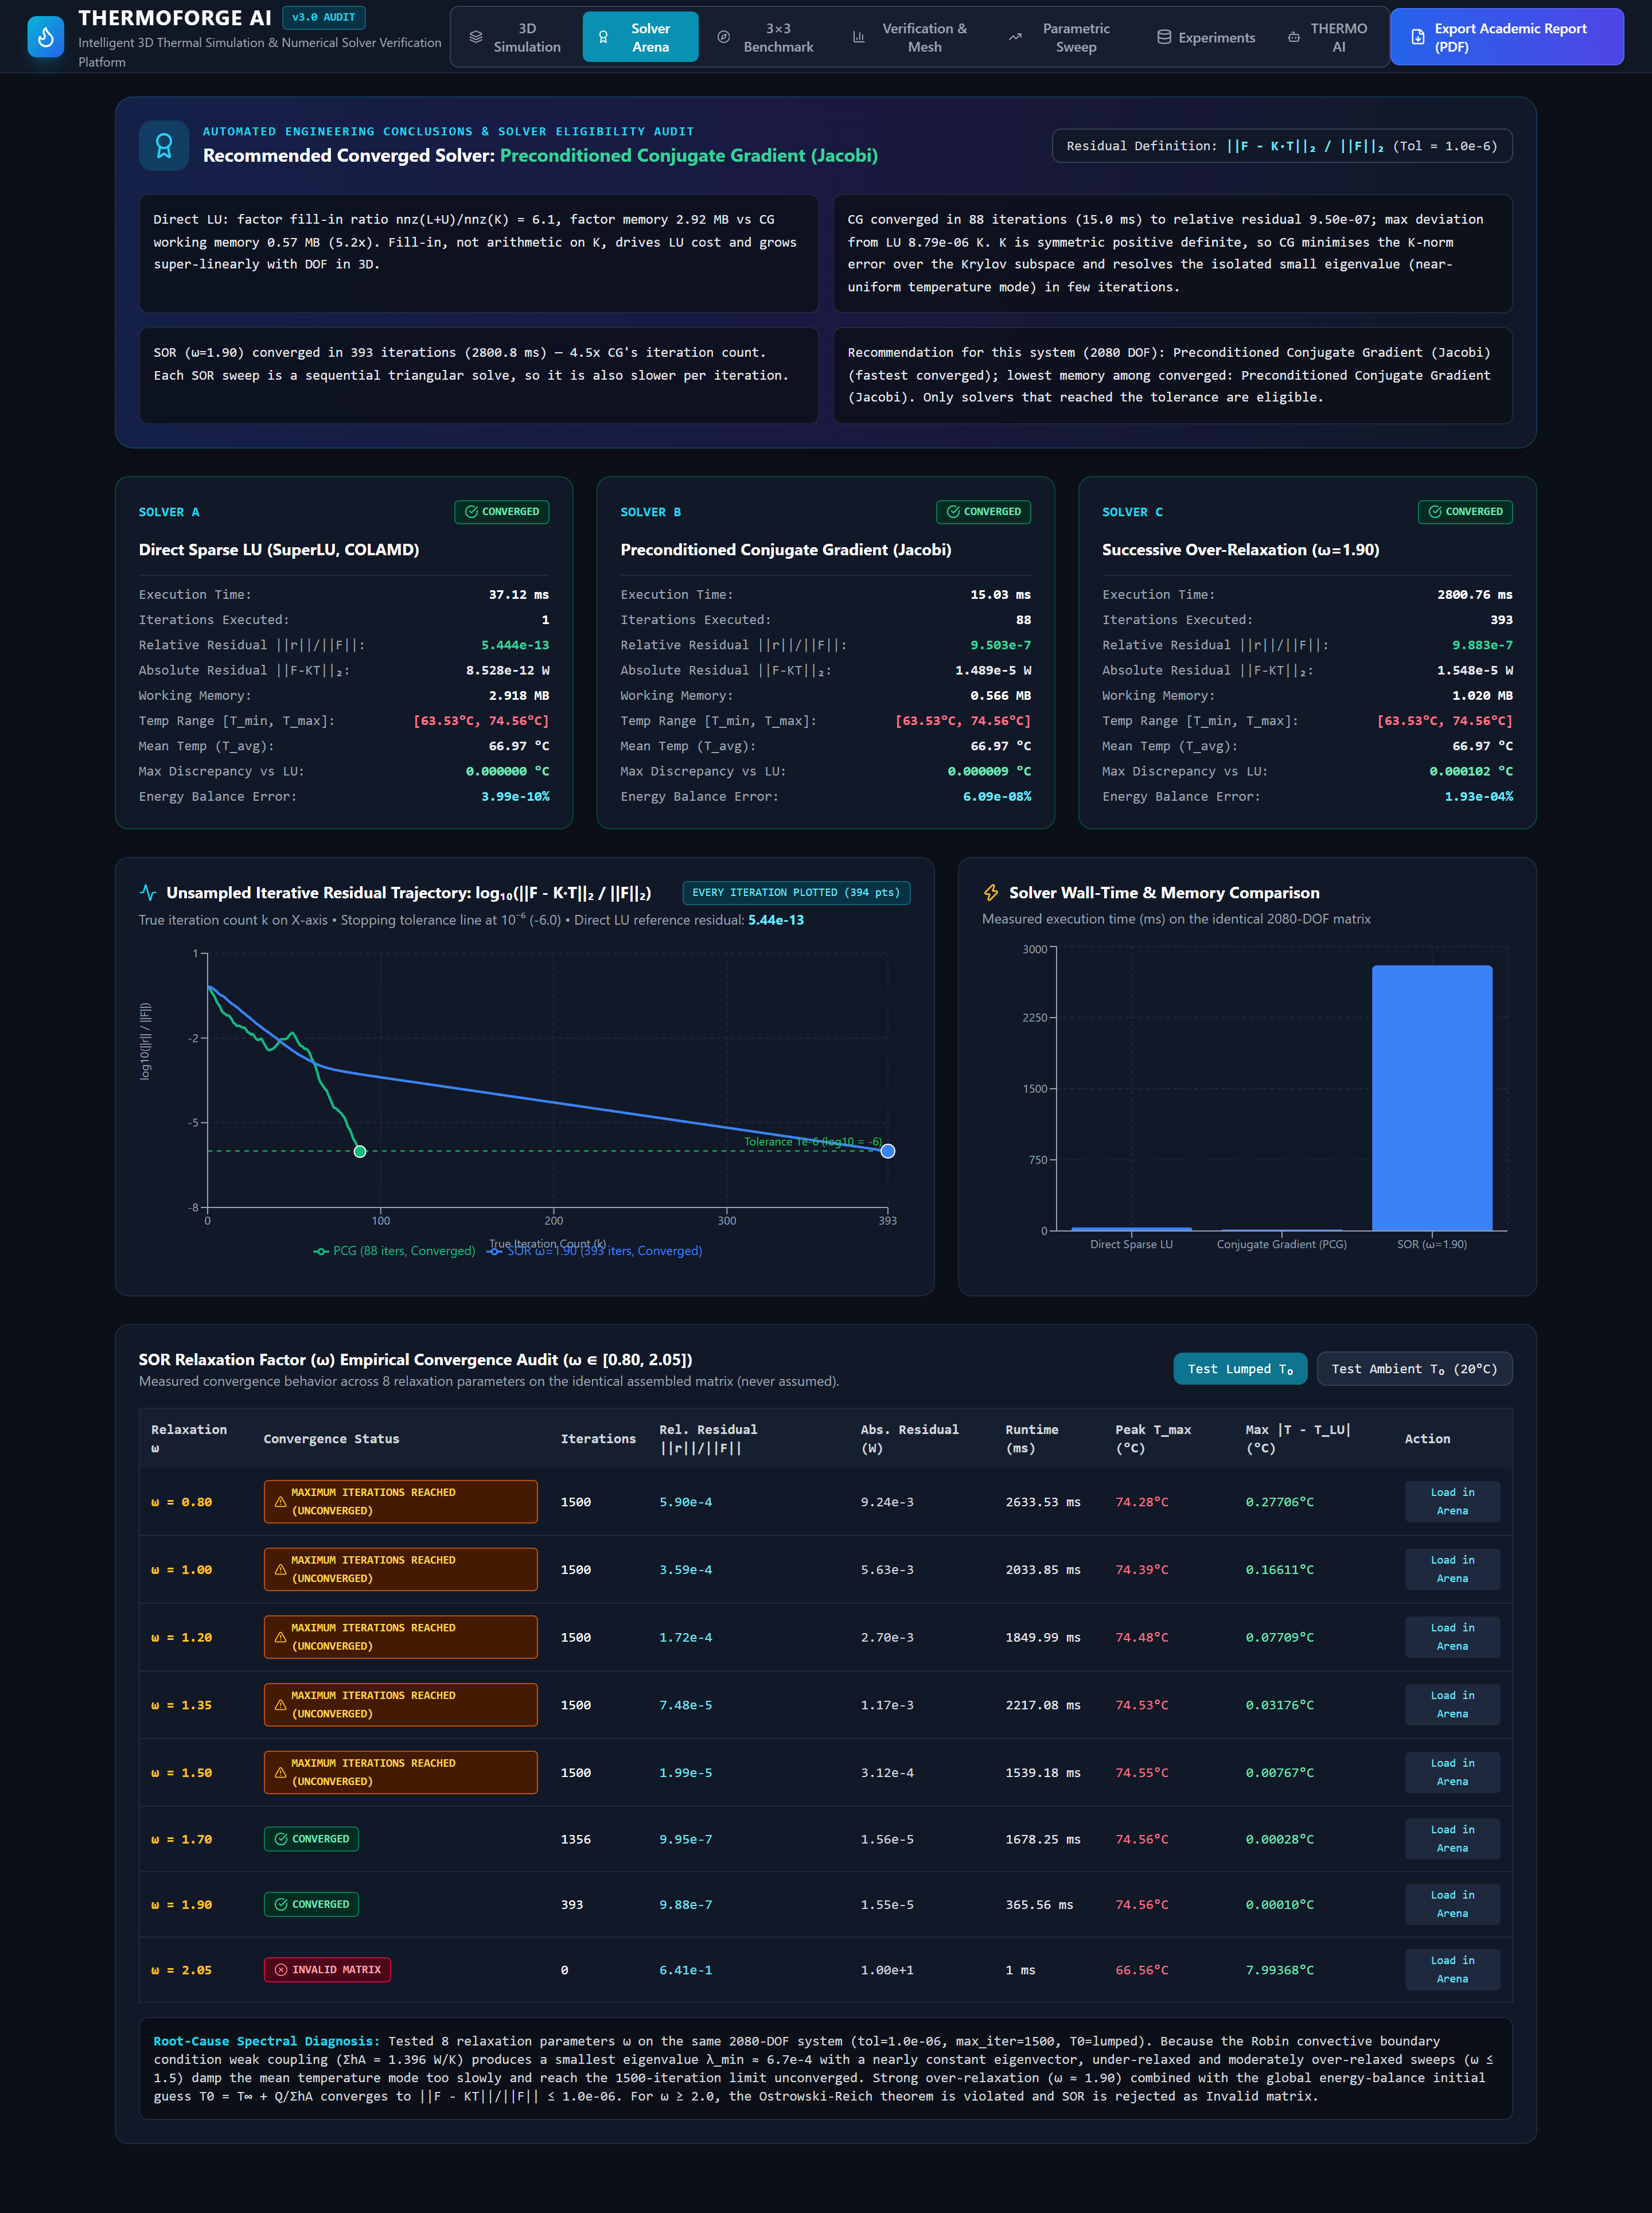 THERMOFORGE AI
v3.0 AUDIT
Intelligent 3D Thermal Simulation & Numerical Solver Verification
Platform
3D
Simulation
Solver
Arena
3×3
Benchmark
Verification &
Mesh
Parametric
Sweep
Experiments
THERMO
AI
Export Academic Report
(PDF)
AUTOMATED ENGINEERING CONCLUSIONS & SOLVER ELIGIBILITY AUDIT
Recommended Converged Solver: Preconditioned Conjugate Gradient (Jacobi)
Residual Definition: ||F - K·T||₂ / ||F||₂ (Tol = 1.0e-6)
Direct LU: factor fill-in ratio nnz(L+U)/nnz(K) = 6.1, factor memory 2.92 MB vs CG
working memory 0.57 MB (5.2x). Fill-in, not arithmetic on K, drives LU cost and grows
super-linearly with DOF in 3D.
CG converged in 88 iterations (15.0 ms) to relative residual 9.50e-07; max deviation
from LU 8.79e-06 K. K is symmetric positive definite, so CG minimises the K-norm
error over the Krylov subspace and resolves the isolated small eigenvalue (near-
uniform temperature mode) in few iterations.
SOR (ω=1.90) converged in 393 iterations (2800.8 ms) — 4.5x CG's iteration count.
Each SOR sweep is a sequential triangular solve, so it is also slower per iteration.
Recommendation for this system (2080 DOF): Preconditioned Conjugate Gradient (Jacobi)
(fastest converged); lowest memory among converged: Preconditioned Conjugate Gradient
(Jacobi). Only solvers that reached the tolerance are eligible.
SOLVER A
CONVERGED
Direct Sparse LU (SuperLU, COLAMD)
Execution Time: 37.12 ms
Iterations Executed: 1
Relative Residual ||r||/||F||: 5.444e-13
Absolute Residual ||F-KT||₂: 8.528e-12 W
Working Memory: 2.918 MB
Temp Range [T_min, T_max]: [63.53°C, 74.56°C]
Mean Temp (T_avg): 66.97 °C
Max Discrepancy vs LU: 0.000000 °C
Energy Balance Error: 3.99e-10%
SOLVER B
CONVERGED
Preconditioned Conjugate Gradient (Jacobi)
Execution Time: 15.03 ms
Iterations Executed: 88
Relative Residual ||r||/||F||: 9.503e-7
Absolute Residual ||F-KT||₂: 1.489e-5 W
Working Memory: 0.566 MB
Temp Range [T_min, T_max]: [63.53°C, 74.56°C]
Mean Temp (T_avg): 66.97 °C
Max Discrepancy vs LU: 0.000009 °C
Energy Balance Error: 6.09e-08%
SOLVER C
CONVERGED
Successive Over-Relaxation (ω=1.90)
Execution Time: 2800.76 ms
Iterations Executed: 393
Relative Residual ||r||/||F||: 9.883e-7
Absolute Residual ||F-KT||₂: 1.548e-5 W
Working Memory: 1.020 MB
Temp Range [T_min, T_max]: [63.53°C, 74.56°C]
Mean Temp (T_avg): 66.97 °C
Max Discrepancy vs LU: 0.000102 °C
Energy Balance Error: 1.93e-04%
Unsampled Iterative Residual Trajectory: log₁₀(||F - K·T||₂ / ||F||₂)
EVERY ITERATION PLOTTED (394 pts)
True iteration count k on X-axis • Stopping tolerance line at 10⁻⁶ (-6.0) • Direct LU reference residual: 5.44e-13
log10(||r|| / ||F||)
1
-2
-5
-8
Tolerance 1e-6 (log10 = -6)
0
100
200
300
393
True Iteration Count (k)
PCG (88 iters, Converged)
SOR ω=1.90 (393 iters, Converged)
Solver Wall-Time & Memory Comparison
Measured execution time (ms) on the identical 2080-DOF matrix
3000
2250
1500
750
0
Direct Sparse LU
Conjugate Gradient (PCG)
SOR (ω=1.90)
SOR Relaxation Factor (ω) Empirical Convergence Audit (ω ∈ [0.80, 2.05])
Measured convergence behavior across 8 relaxation parameters on the identical assembled matrix (never assumed).
Test Lumped T₀
Test Ambient T₀ (20°C)
Relaxation
ω
Convergence Status
Iterations
Rel. Residual
||r||/||F||
Abs. Residual
(W)
Runtime
(ms)
Peak T_max
(°C)
Max |T - T_LU|
(°C)
Action
ω = 0.80
MAXIMUM ITERATIONS REACHED
(UNCONVERGED)
1500
5.90e-4
9.24e-3
2633.53 ms
74.28°C
0.27706°C
Load in
Arena
ω = 1.00
MAXIMUM ITERATIONS REACHED
(UNCONVERGED)
1500
3.59e-4
5.63e-3
2033.85 ms
74.39°C
0.16611°C
Load in
Arena
ω = 1.20
MAXIMUM ITERATIONS REACHED
(UNCONVERGED)
1500
1.72e-4
2.70e-3
1849.99 ms
74.48°C
0.07709°C
Load in
Arena
ω = 1.35
MAXIMUM ITERATIONS REACHED
(UNCONVERGED)
1500
7.48e-5
1.17e-3
2217.08 ms
74.53°C
0.03176°C
Load in
Arena
ω = 1.50
MAXIMUM ITERATIONS REACHED
(UNCONVERGED)
1500
1.99e-5
3.12e-4
1539.18 ms
74.55°C
0.00767°C
Load in
Arena
ω = 1.70
CONVERGED
1356
9.95e-7
1.56e-5
1678.25 ms
74.56°C
0.00028°C
Load in
Arena
ω = 1.90
CONVERGED
393
9.88e-7
1.55e-5
365.56 ms
74.56°C
0.00010°C
Load in
Arena
ω = 2.05
INVALID MATRIX
0
6.41e-1
1.00e+1
1 ms
66.56°C
7.99368°C
Load in
Arena
Root-Cause Spectral Diagnosis: Tested 8 relaxation parameters ω on the same 2080-DOF system (tol=1.0e-06, max_iter=1500, T0=lumped). Because the Robin convective boundary
condition weak coupling (ΣhA = 1.396 W/K) produces a smallest eigenvalue λ_min ≈ 6.7e-4 with a nearly constant eigenvector, under-relaxed and moderately over-relaxed sweeps (ω ≤
1.5) damp the mean temperature mode too slowly and reach the 1500-iteration limit unconverged. Strong over-relaxation (ω ≈ 1.90) combined with the global energy-balance initial
guess T0 = T∞ + Q/ΣhA converges to ||F - KT||/||F|| ≤ 1.0e-06. For ω ≥ 2.0, the Ostrowski-Reich theorem is violated and SOR is rejected as Invalid matrix.